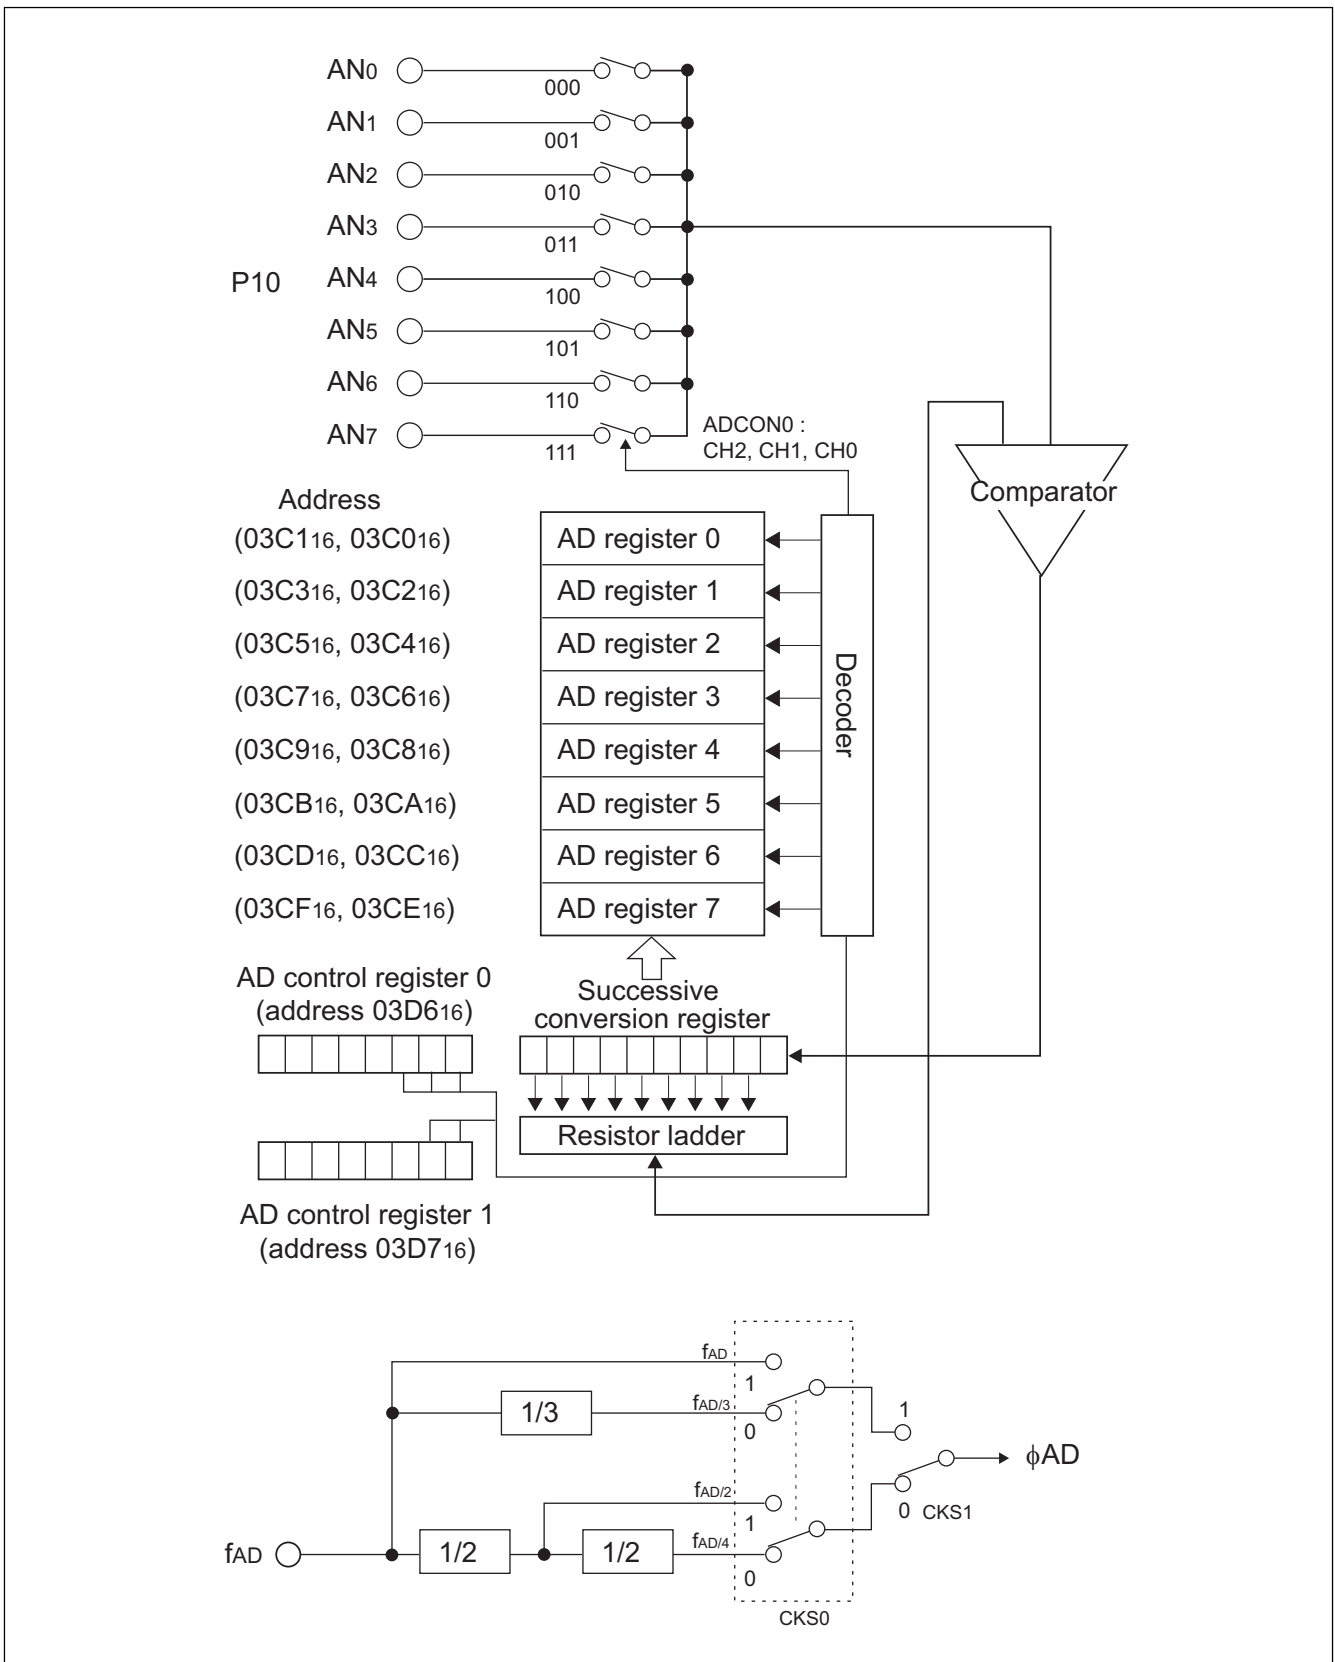 AN0
000
AN1
001
AN2
010
AN3
011
P10
AN4
100
AN5
101
AN6
110
AN7
111
ADCON0 :
CH2, CH1, CH0
Comparator
Address
(03C116, 03C016) AD register 0
(03C316, 03C216) AD register 1
(03C516, 03C416) AD register 2
(03C716, 03C616) AD register 3
(03C916, 03C816) AD register 4
(03CB16, 03CA16) AD register 5
(03CD16, 03CC16) AD register 6
(03CF16, 03CE16) AD register 7
Decoder
AD control register 0
(address 03D616)
Successive
conversion register
Resistor ladder
AD control register 1
(address 03D716)
fAD
1
1/3
fAD/3
0
1
ϕAD
fAD/2
1
0 CKS1
fAD
1/2
1/2
fAD/4
0
CKS0